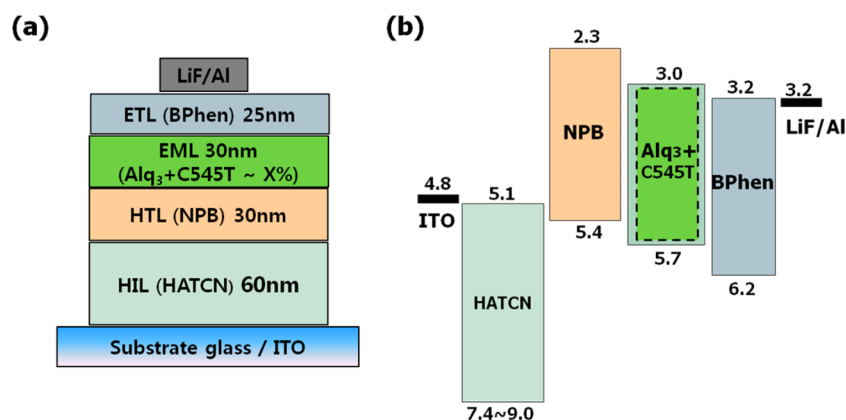 (a)
LiF/Al
ETL (BPhen) 25nm
EML 30nm
(Alq₃+C545T ~ X%)
HTL (NPB) 30nm
HIL (HATCN) 60nm
Substrate glass / ITO
(b)
2.3
3.0
3.2
3.2
LiF/Al
NPB
Alq₃+
C545T
BPhen
4.8
ITO
5.1
5.4
5.7
6.2
HATCN
7.4~9.0